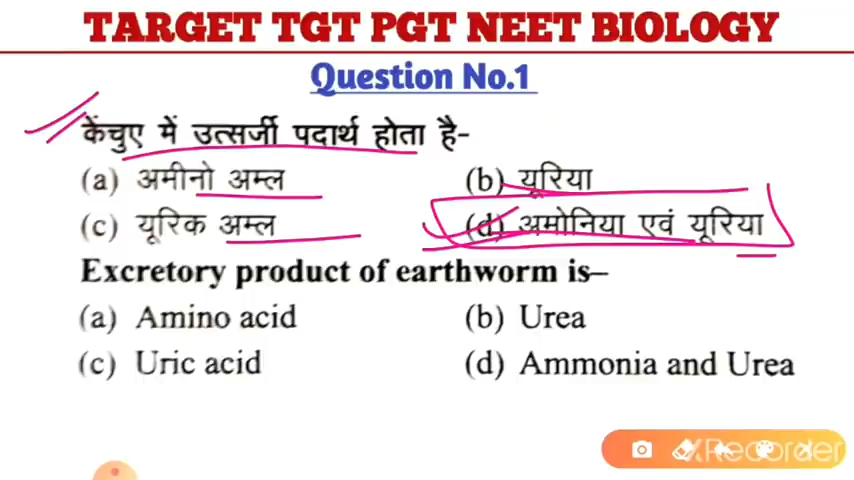 TARGET TGT PGT NEET BIOLOGY
Question No.1
केंचुए में उत्सर्जी पदार्थ होता है-
(a) अमीनो अम्ल (b) यूरिया
(c) यूरिक अम्ल (d) अमोनिया एवं यूरिया
Excretory product of earthworm is–
(a) Amino acid (b) Urea
(c) Uric acid (d) Ammonia and Urea
XRecorder